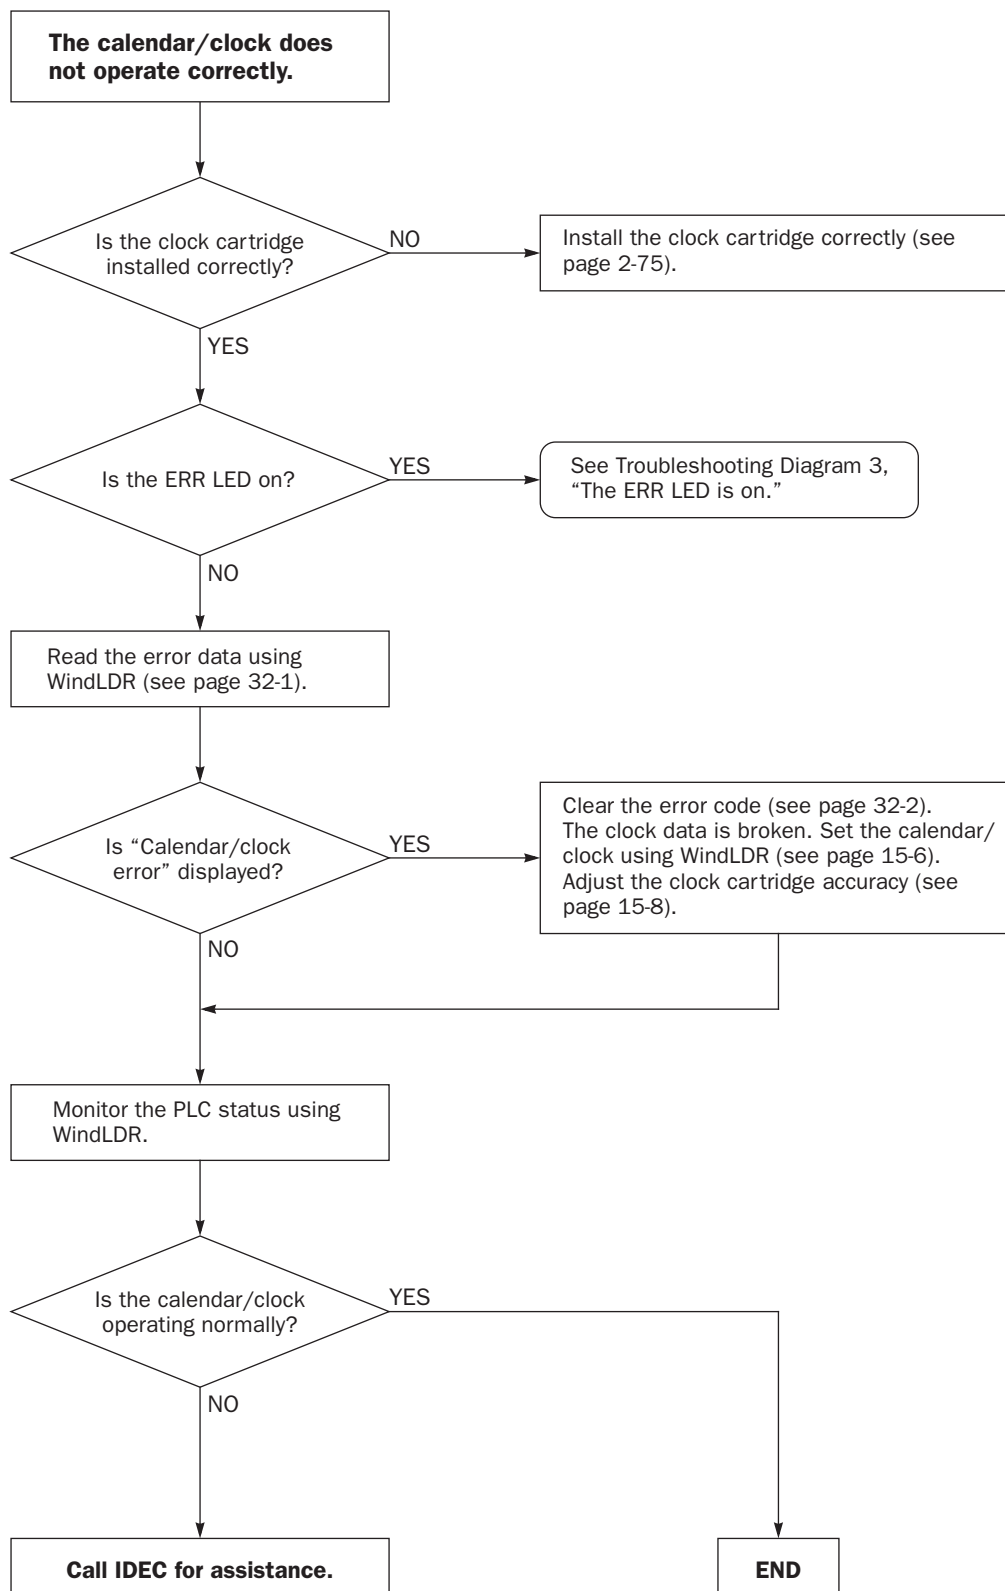 The calendar/clock does
not operate correctly.
Is the clock cartridge
installed correctly?
NO
Install the clock cartridge correctly (see
page 2-75).
YES
Is the ERR LED on?
YES
See Troubleshooting Diagram 3,
“The ERR LED is on.”
NO
Read the error data using
WindLDR (see page 32-1).
Is “Calendar/clock
error” displayed?
YES
Clear the error code (see page 32-2).
The clock data is broken. Set the calendar/
clock using WindLDR (see page 15-6).
Adjust the clock cartridge accuracy (see
page 15-8).
NO
Monitor the PLC status using
WindLDR.
Is the calendar/clock
operating normally?
YES
NO
Call IDEC for assistance.
END